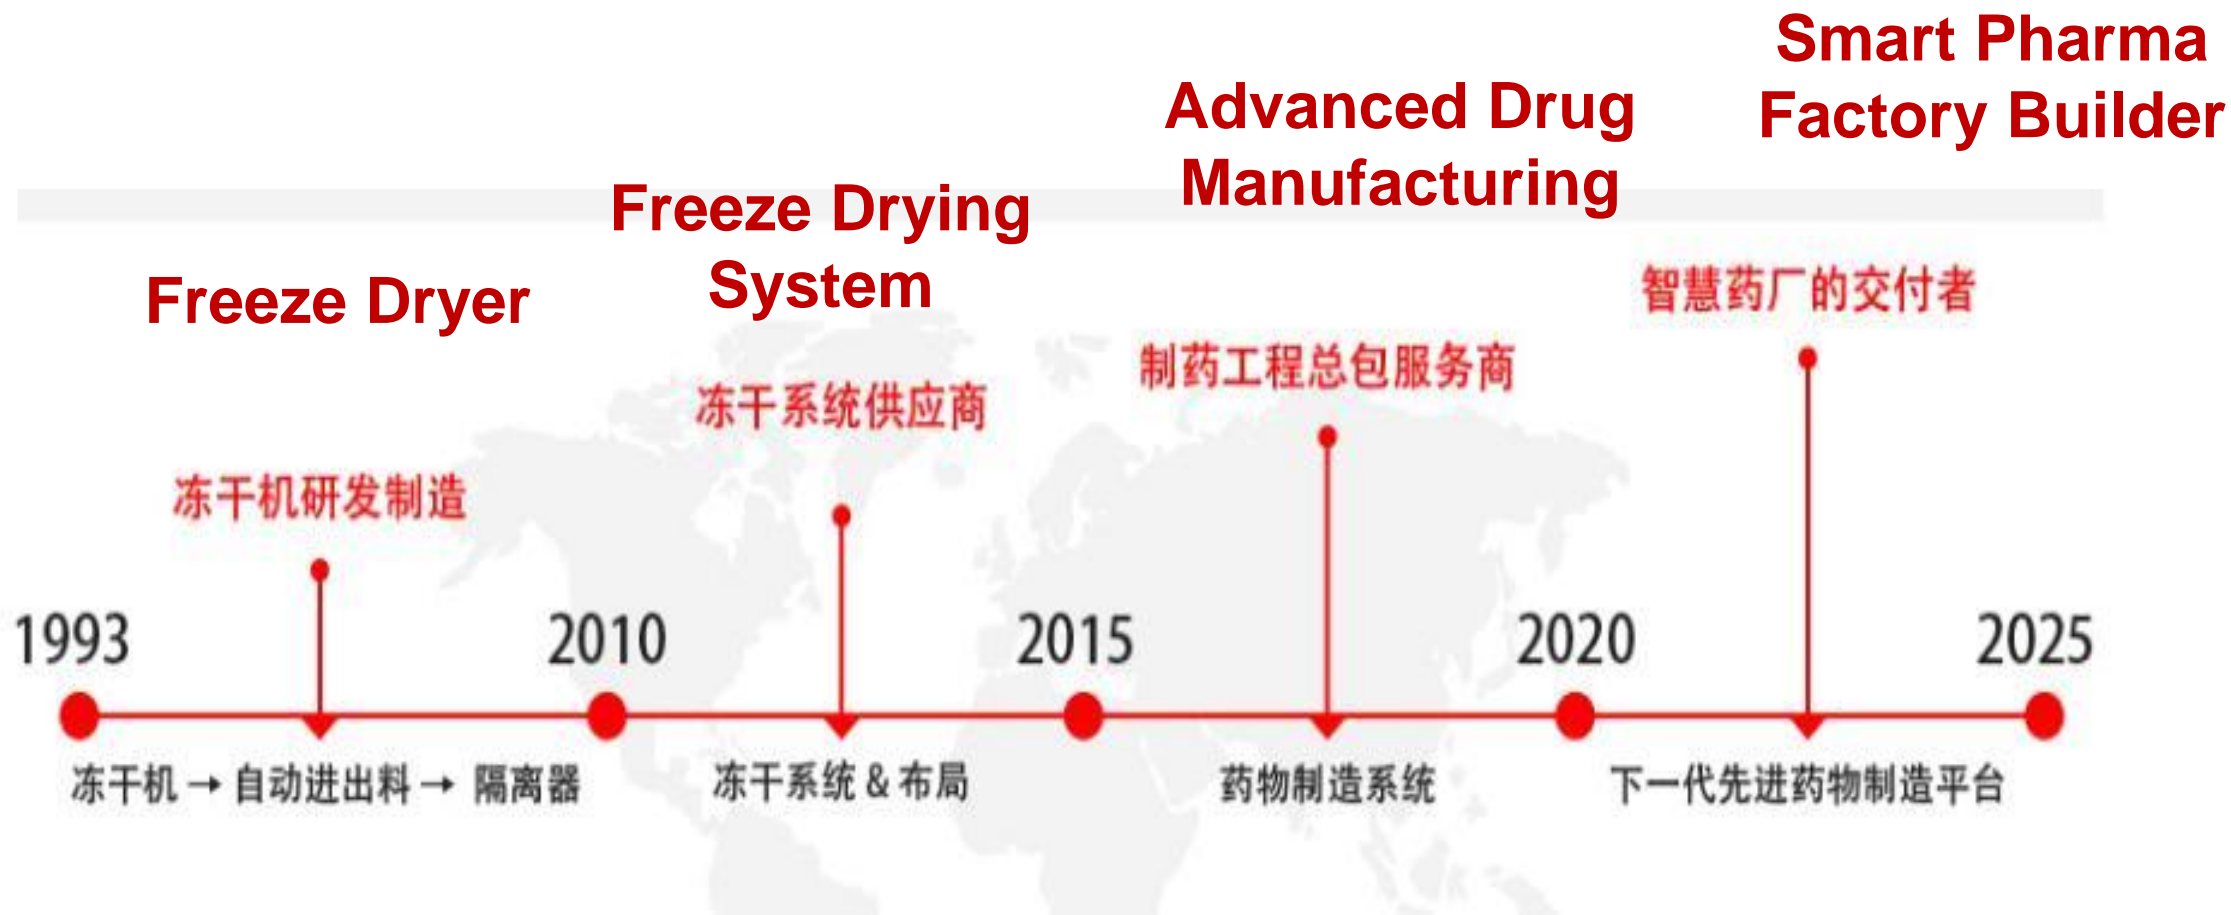 Smart Pharma
Factory Builder
Advanced Drug
Manufacturing
Freeze Drying
System
Freeze Dryer
智慧药厂的交付者
制药工程总包服务商
冻干系统供应商
冻干机研发制造
1993
2010
2015
2020
2025
冻干机 → 自动进出料 → 隔离器
冻干系统 & 布局
药物制造系统
下一代先进药物制造平台